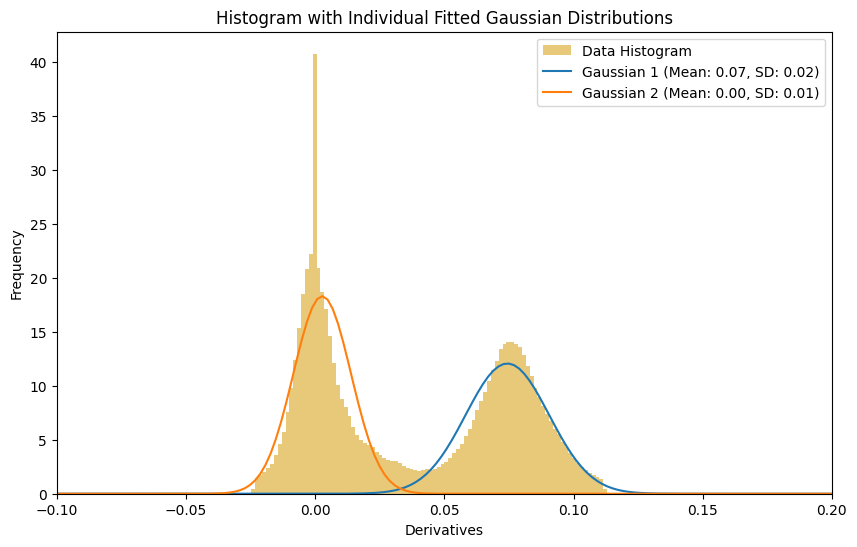 Histogram with Individual Fitted Gaussian Distributions
Data Histogram
Gaussian 1 (Mean: 0.07, SD: 0.02)
Gaussian 2 (Mean: 0.00, SD: 0.01)
Frequency
40
35
30
25
20
15
10
5
0
−0.10
−0.05
0.00
0.05
0.10
0.15
0.20
Derivatives